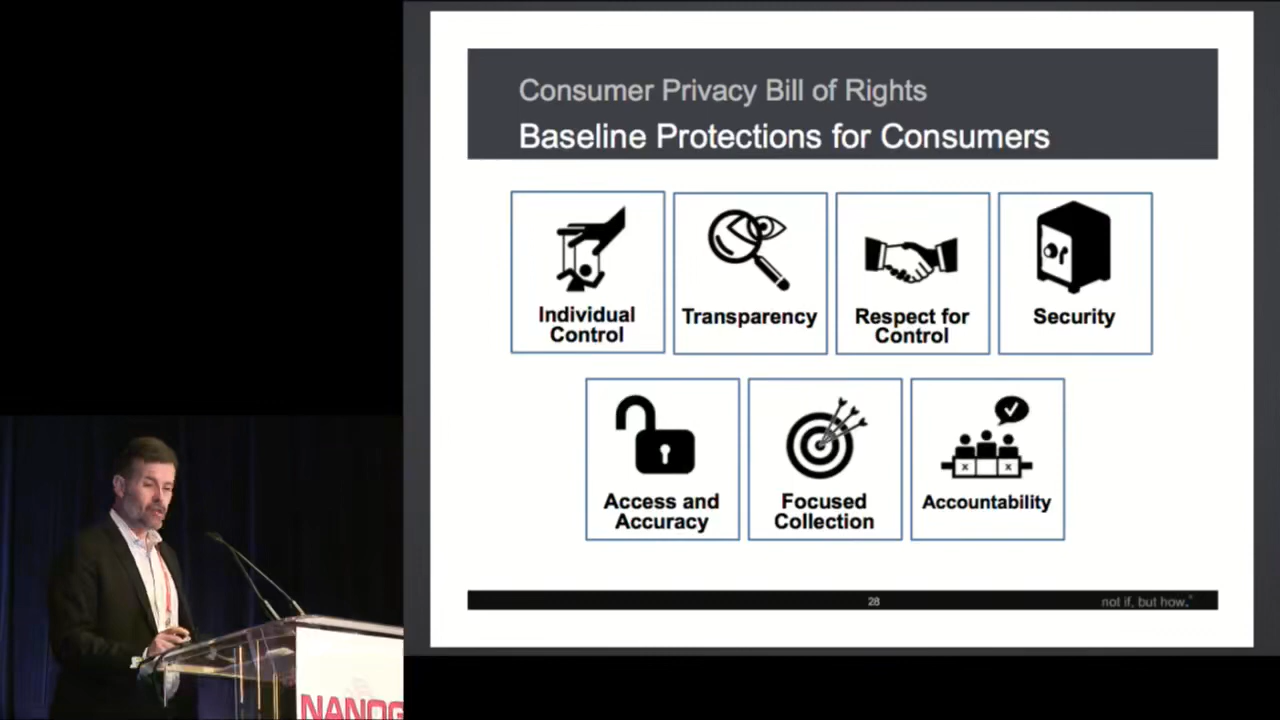 Consumer Privacy Bill of Rights
Baseline Protections for Consumers
Individual
Control
Transparency
Respect for
Control
Security
Access and
Accuracy
Focused
Collection
Accountability
x
x
28
not if, but how.
NANOG